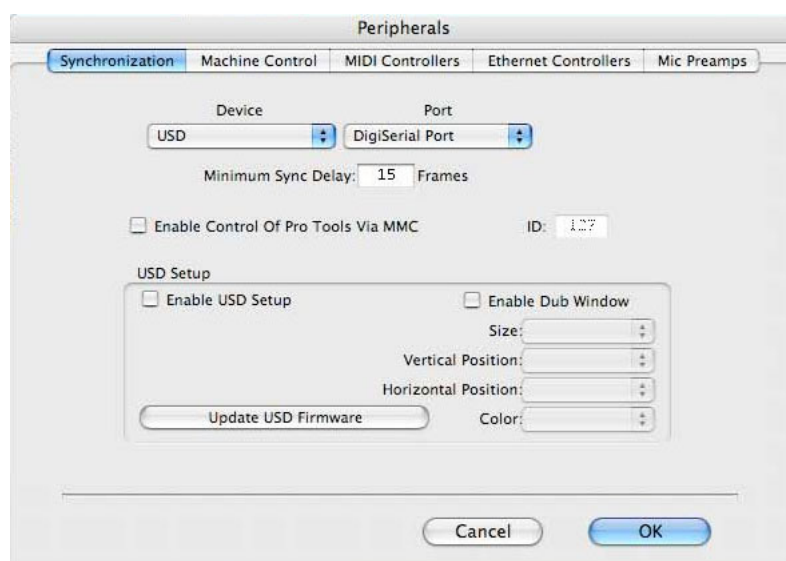 Peripherals
Synchronization Machine Control MIDI Controllers Ethernet Controllers Mic Preamps
Device Port
USD DigiSerial Port
Minimum Sync Delay: 15 Frames
Enable Control Of Pro Tools Via MMC ID: 127
USD Setup
Enable USD Setup Enable Dub Window
Size:
Vertical Position:
Horizontal Position:
Update USD Firmware Color:
Cancel OK